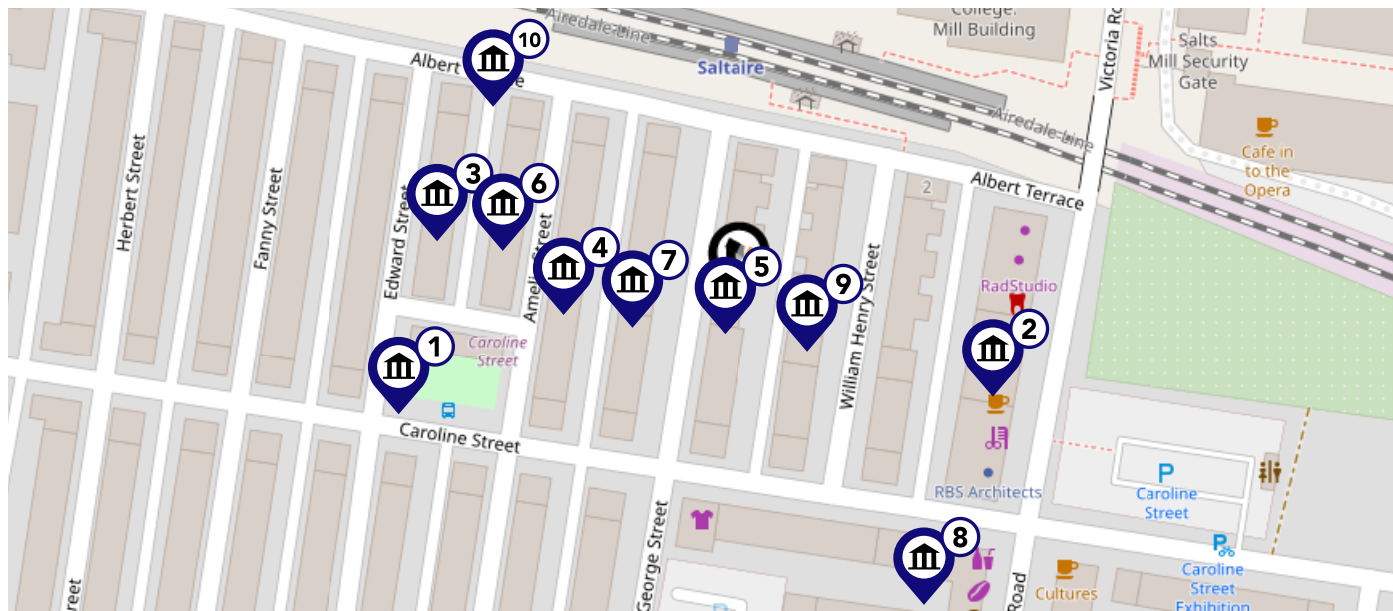 College:
Mill Building
Airedale Line
Saltaire
Albert
10
Victoria
Salts
Mill Security
Gate
Airedale Line
Cafe in
to the
Opera
Albert Terrace
2
Herbert Street
Fanny Street
Edward Street
3
6
Amelia Street
4
7
5
9
William Henry Street
RadStudio
2
1
Caroline
Street
Caroline Street
RBS Architects
P
Caroline
Street
George Street
8
Road
Cultures
P
Caroline
Street
Exhibition